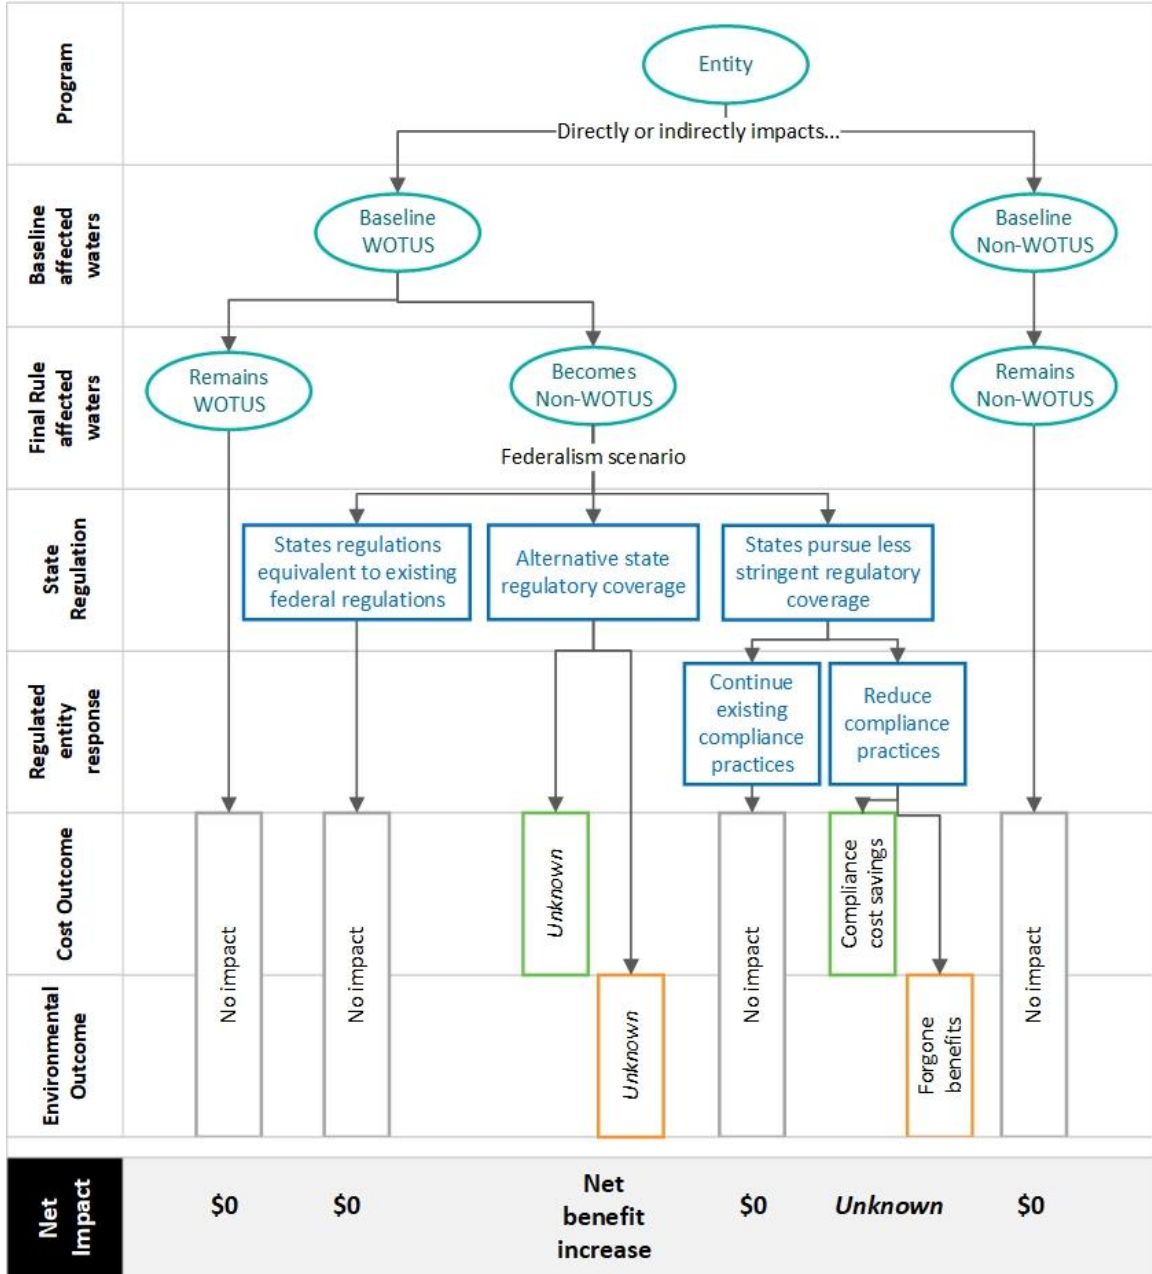 Program
Entity
Directly or indirectly impacts...
Baseline
affected
waters
Baseline
WOTUS
Baseline
Non-WOTUS
Final Rule
affected
waters
Remains
WOTUS
Becomes
Non-WOTUS
Remains
Non-WOTUS
Federalism scenario
State
Regulation
States regulations
equivalent to existing
federal regulations
Alternative state
regulatory coverage
States pursue less
stringent regulatory
coverage
Regulated
entity
response
Continue
existing
compliance
practices
Reduce
compliance
practices
Cost Outcome
Environmental
Outcome
No impact
No impact
Unknown
Unknown
No impact
Compliance
cost savings
Forgone
benefits
No impact
Net
Impact
$0
$0
Net
benefit
increase
$0
Unknown
$0